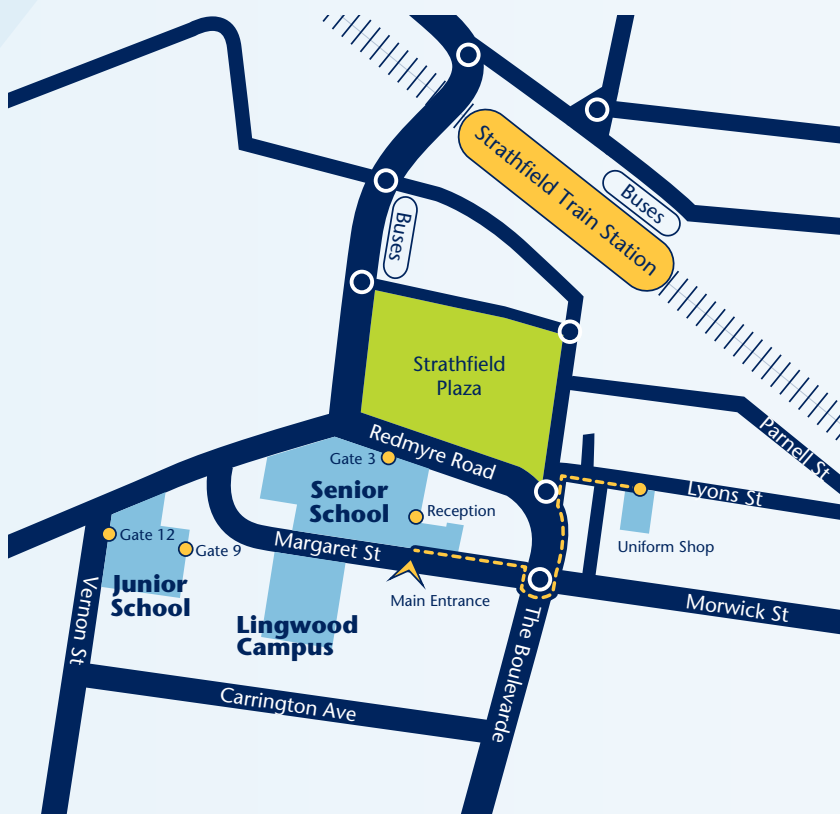 Strathfield Train Station
Buses
Buses
Strathfield
Plaza
Parnell St
Redmyre Road
Gate 3
Senior
School
Reception
Lyons St
Gate 12
Gate 9
Margaret St
Uniform Shop
Junior
School
Vernon St
Main Entrance
Morwick St
Lingwood
Campus
The Boulevarde
Carrington Ave